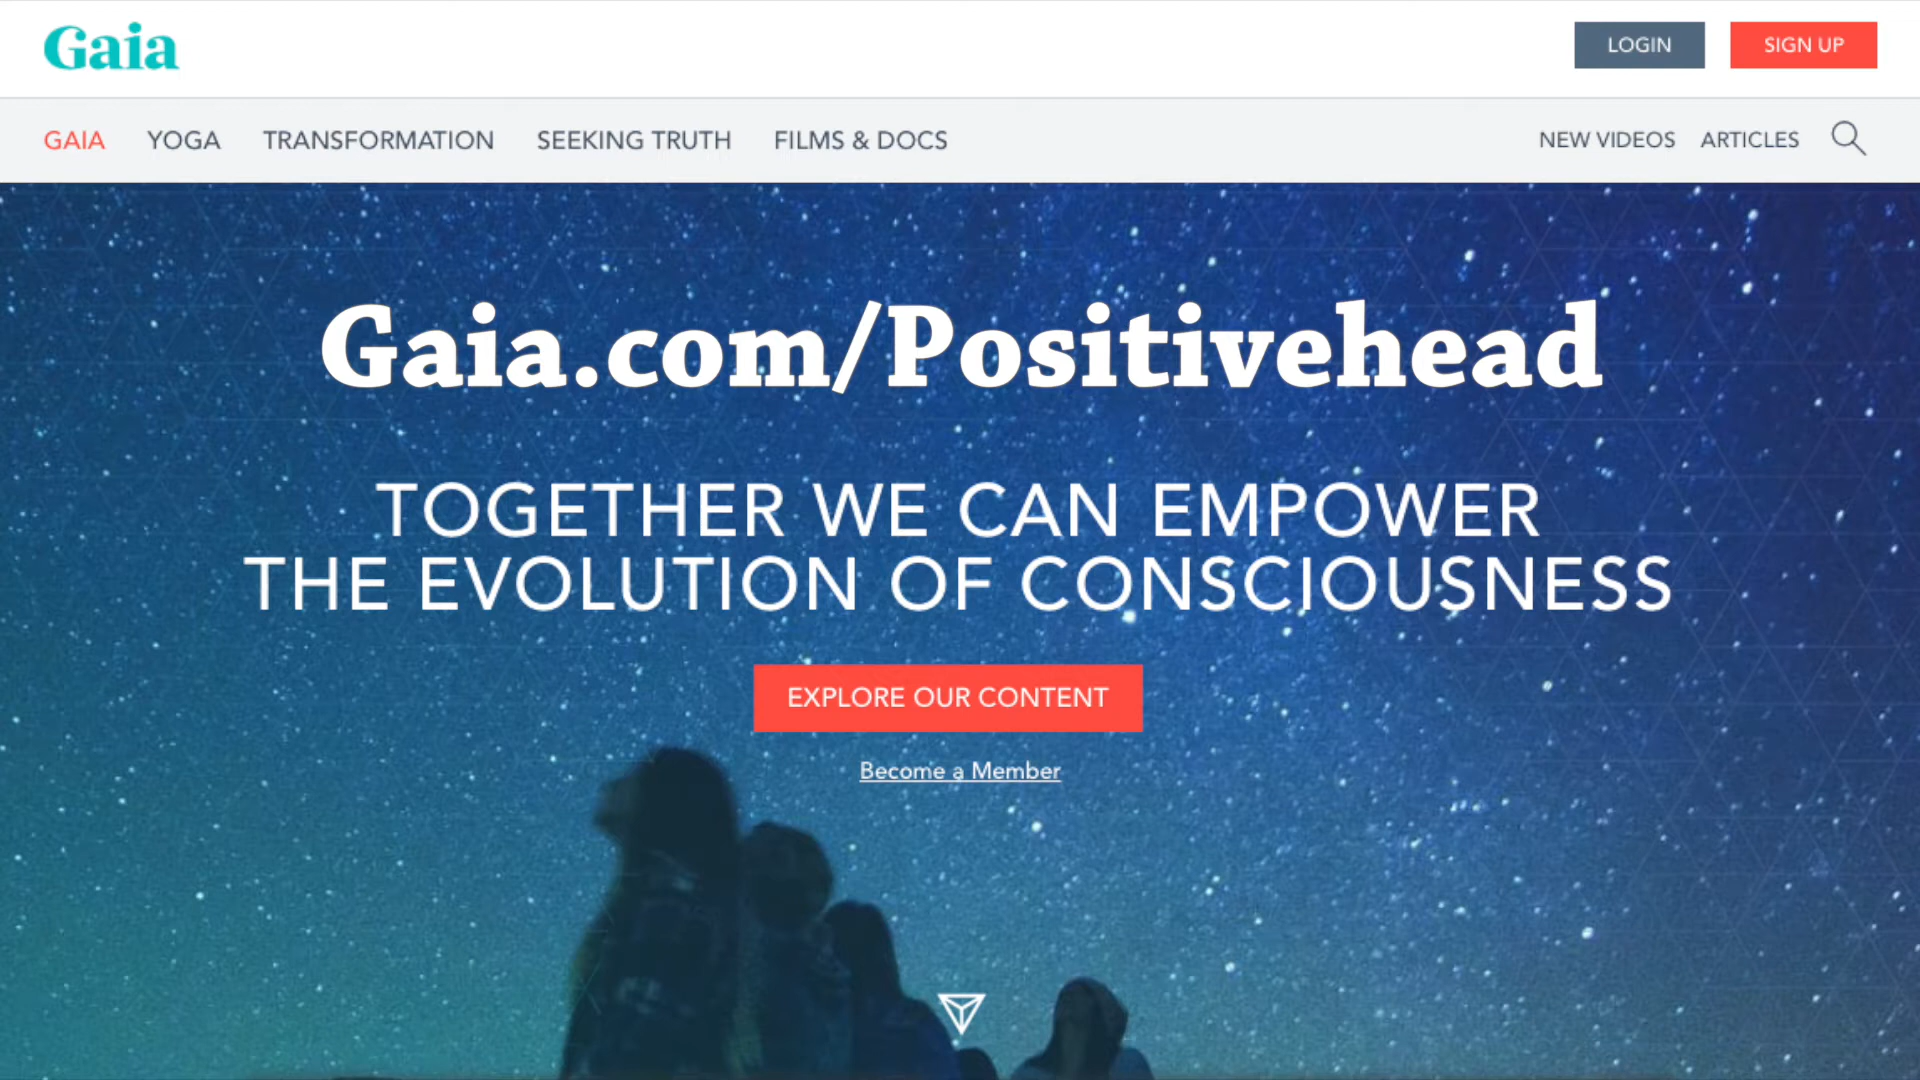 Gaia
LOGIN
SIGN UP
GAIA
YOGA
TRANSFORMATION
SEEKING TRUTH
FILMS & DOCS
NEW VIDEOS
ARTICLES
Gaia.com/Positivehead
TOGETHER WE CAN EMPOWER
THE EVOLUTION OF CONSCIOUSNESS
EXPLORE OUR CONTENT
Become a Member